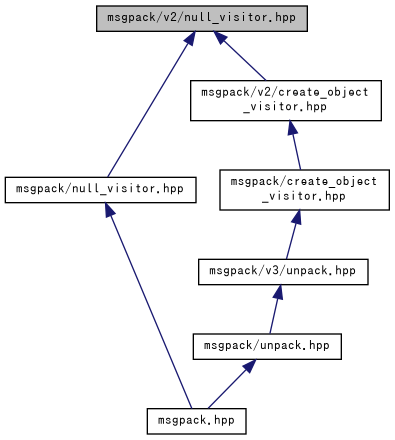 msgpack/v2/null_visitor.hpp
msgpack/v2/create_object
_visitor.hpp
msgpack/null_visitor.hpp
msgpack/create_object
_visitor.hpp
msgpack/v3/unpack.hpp
msgpack/unpack.hpp
msgpack.hpp